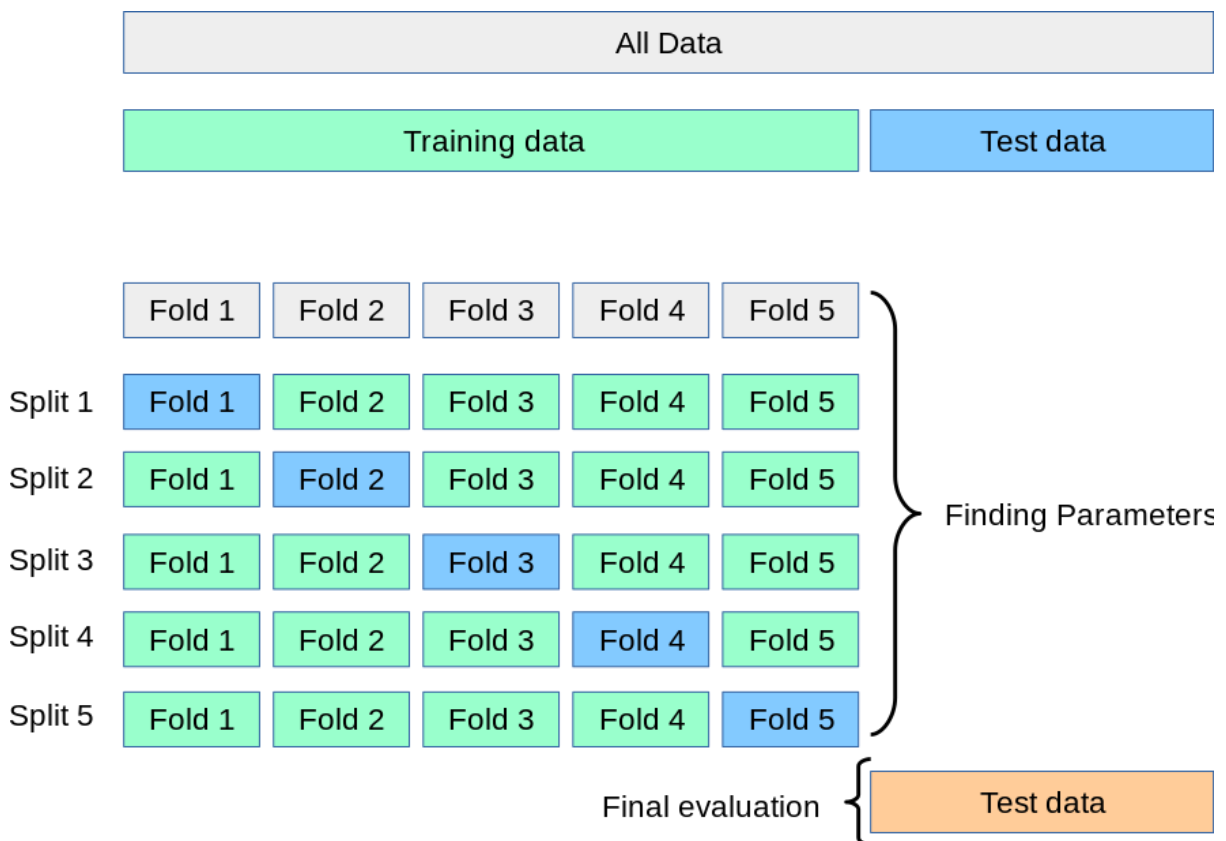 All Data
Training data Test data
Fold 1 Fold 2 Fold 3 Fold 4 Fold 5
Split 1 Fold 1 Fold 2 Fold 3 Fold 4 Fold 5
Split 2 Fold 1 Fold 2 Fold 3 Fold 4 Fold 5
Finding Parameters
Split 3 Fold 1 Fold 2 Fold 3 Fold 4 Fold 5
Split 4 Fold 1 Fold 2 Fold 3 Fold 4 Fold 5
Split 5 Fold 1 Fold 2 Fold 3 Fold 4 Fold 5
Final evaluation Test data